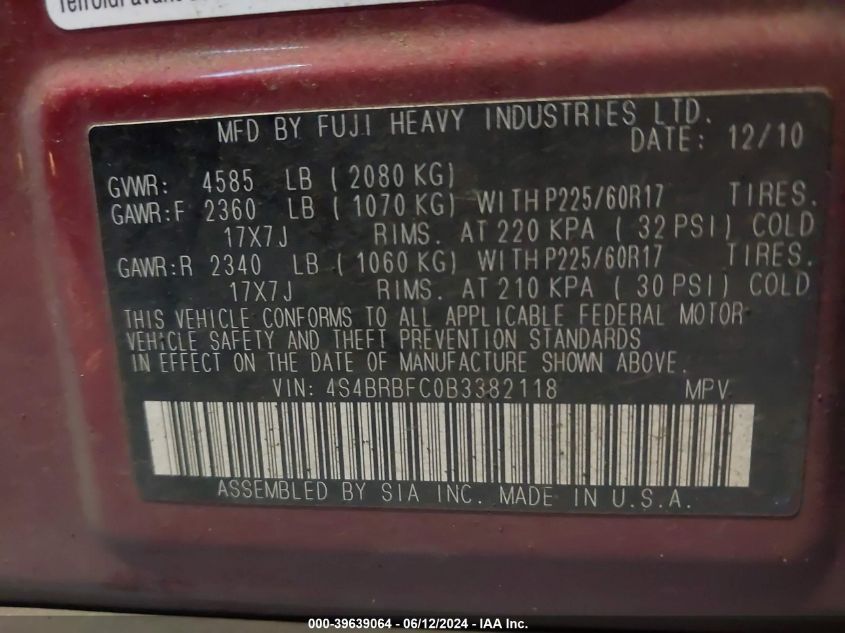 MFD BY FUJI HEAVY INDUSTRIES LTD.
DATE: 12/10
GVWR: 4585 LB ( 2080 KG)
GAWR:F 2360 LB ( 1070 KG) WITH P225/60R17 TIRES.
17X7J RIMS. AT 220 KPA ( 32 PSI) COLD
GAWR:R 2340 LB ( 1060 KG) WITH P225/60R17 TIRES.
17X7J RIMS. AT 210 KPA ( 30 PSI) COLD
THIS VEHICLE CONFORMS TO ALL APPLICABLE FEDERAL MOTOR
VEHICLE SAFETY AND THEFT PREVENTION STANDARDS
IN EFFECT ON THE DATE OF MANUFACTURE SHOWN ABOVE.
VIN: 4S4BRBFC0B3382118 MPV
ASSEMBLED BY SIA INC. MADE IN U.S.A.
000-39639064 - 06/12/2024 - IAA Inc.